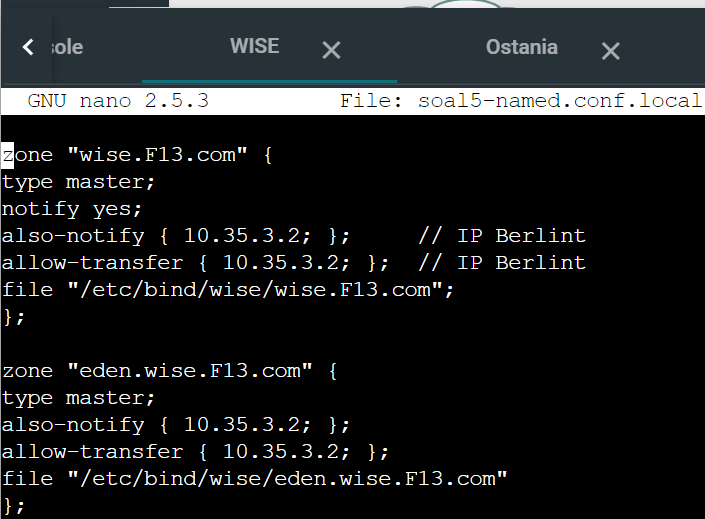 sole WISE × Ostania ×
GNU nano 2.5.3 File: soal5-named.conf.local
zone "wise.F13.com" {
type master;
notify yes;
also-notify { 10.35.3.2; }; // IP Berlint
allow-transfer { 10.35.3.2; }; // IP Berlint
file "/etc/bind/wise/wise.F13.com";
};
zone "eden.wise.F13.com" {
type master;
also-notify { 10.35.3.2; };
allow-transfer { 10.35.3.2; };
file "/etc/bind/wise/eden.wise.F13.com"
};